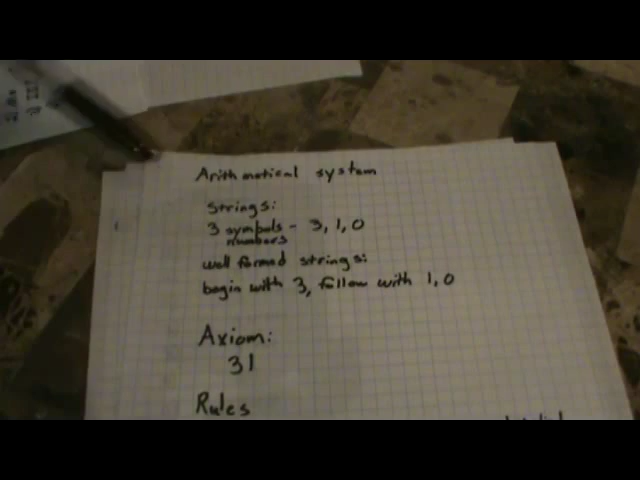 Arithmetical system
strings:
3 symbols - 3, 1, 0
numbers
well formed strings:
begin with 3, follow with 1, 0
Axiom:
31
Rules